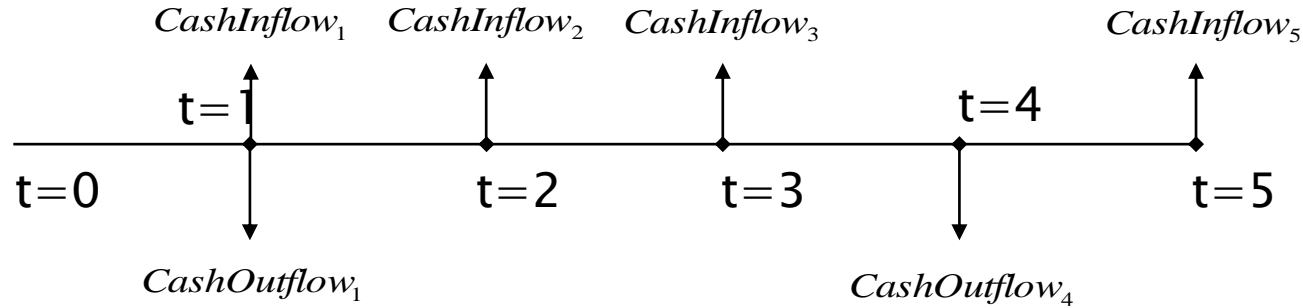 CashInflow₁ CashInflow₂ CashInflow₃ CashInflow₅
t=1 t=4
t=0 t=2 t=3 t=5
CashOutflow₁ CashOutflow₄